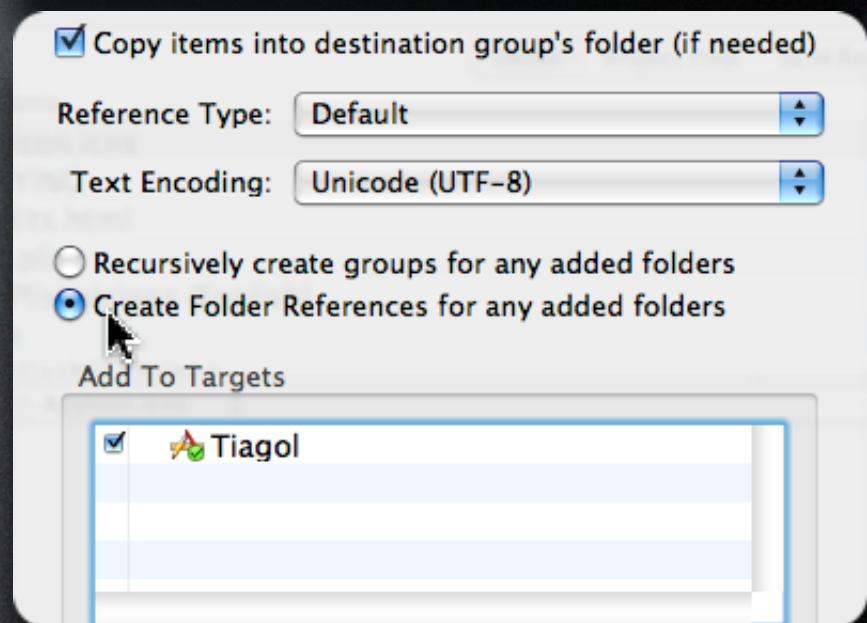 Copy items into destination group's folder (if needed)
Reference Type: Default
Text Encoding: Unicode (UTF-8)
Recursively create groups for any added folders
Create Folder References for any added folders
Add To Targets
Tiagol